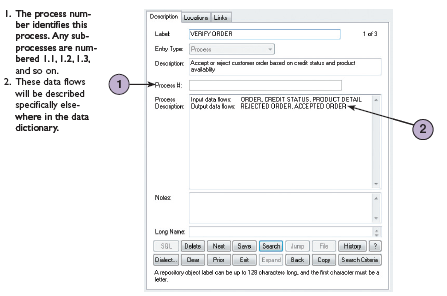 1. The process num-
ber identifies this
process. Any sub-
processes are num-
bered 1.1, 1.2, 1.3,
and so on.
2. These data flows
will be described
specifically else-
where in the data
dictionary.
Description Locations Links
Label: VERIFY ORDER 1 of 3
Entry Type: Process
Description: Accept or reject customer order based on credit status and product
availability
1
Process #:
Process Input data flows: ORDER, CREDIT STATUS, PRODUCT DETAIL
Description: Output data flows: REJECTED ORDER, ACCEPTED ORDER
2
Notes:
Long Name:
SQL Delete Next Save Search Jump File History ?
Dialect... Clear Prior Exit Expand Back Copy Search Criteria
A repository object label can be up to 128 characters long, and the first character must be a
letter.